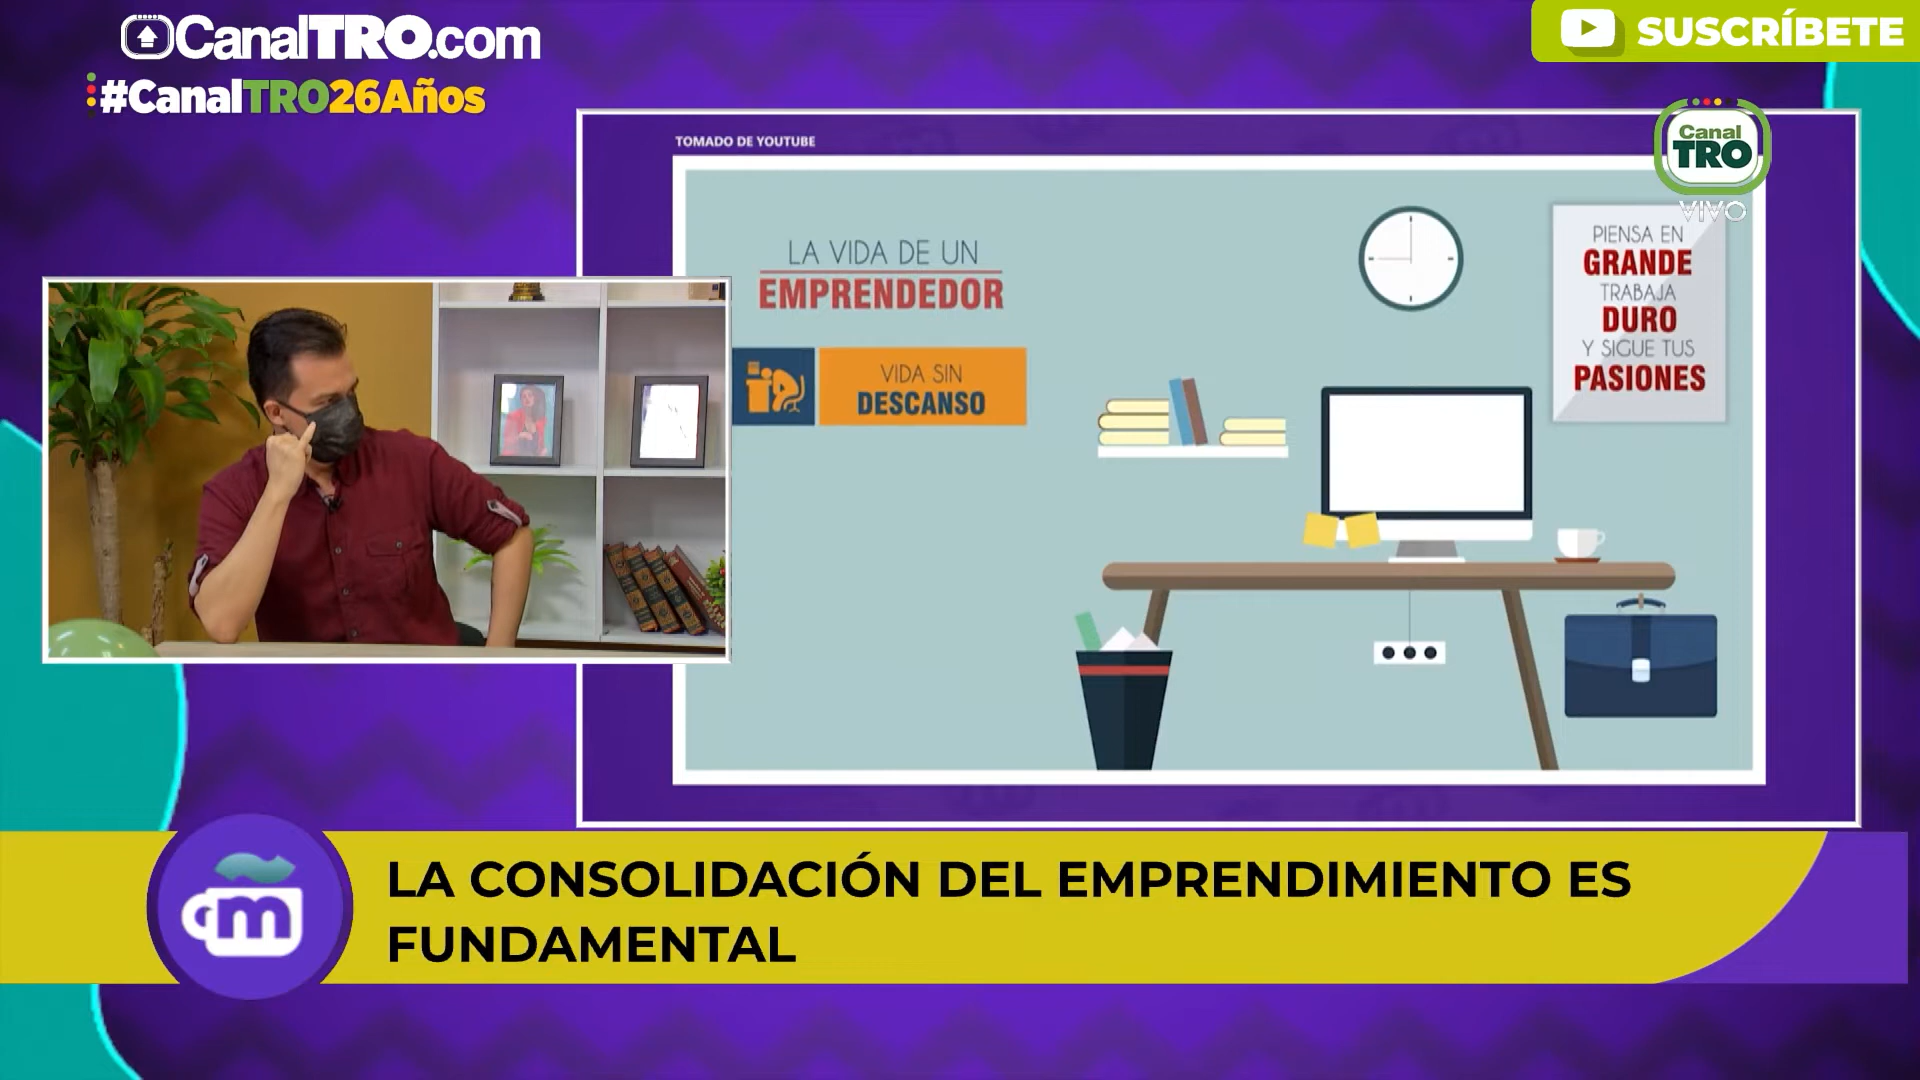 CanalTRO.com
#CanalTRO26Años
SUSCRÍBETE
TOMADO DE YOUTUBE
Canal
TRO
VIVO
LA VIDA DE UN
EMPRENDEDOR
VIDA SIN
DESCANSO
PIENSA EN
GRANDE
TRABAJA
DURO
Y SIGUE TUS
PASIONES
m
LA CONSOLIDACIÓN DEL EMPRENDIMIENTO ES
FUNDAMENTAL